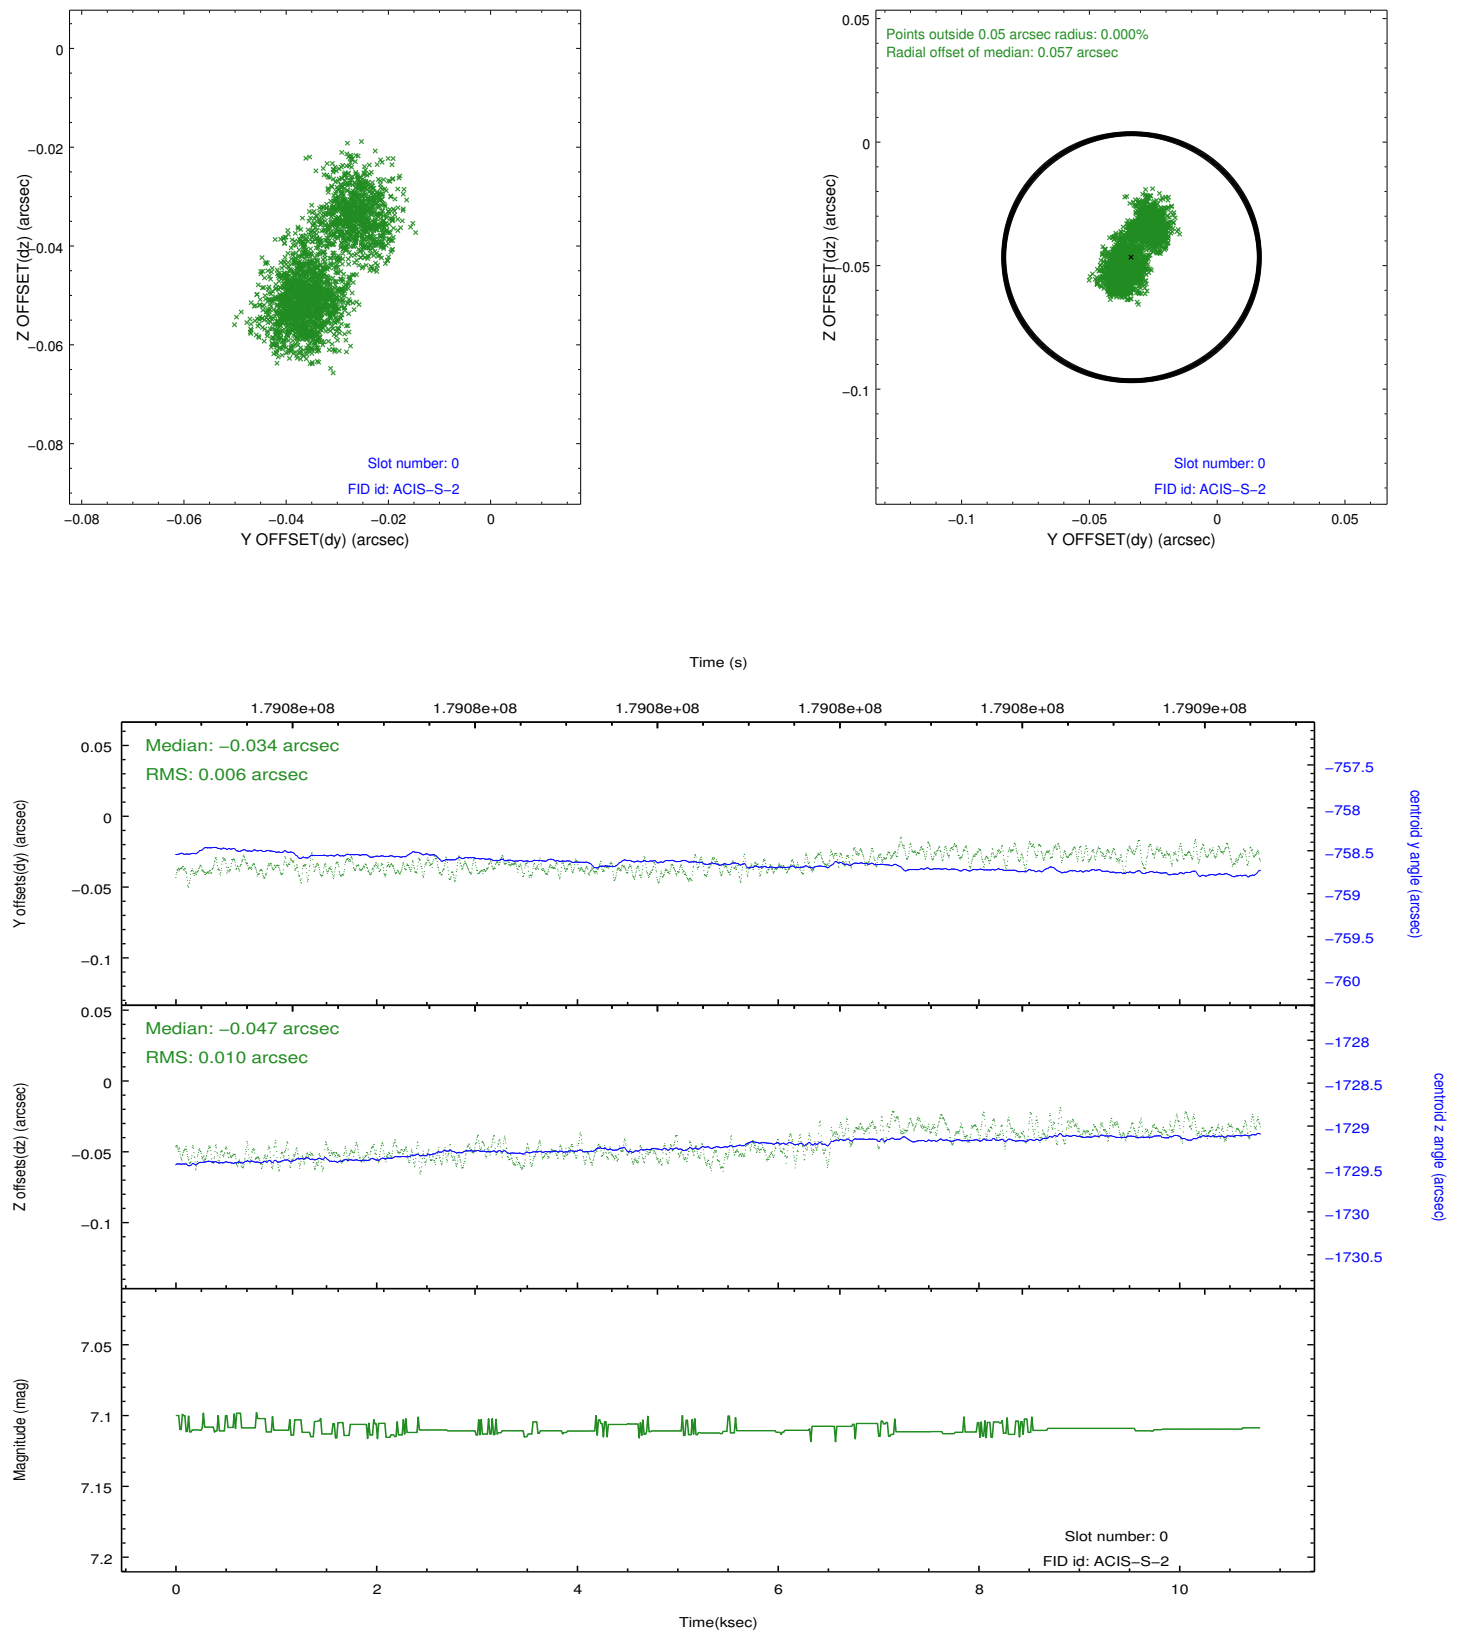 0
−0.02
−0.04
−0.06
−0.08
Z OFFSET(dz) (arcsec)
Slot number: 0
FID id: ACIS−S−2
−0.08
−0.06
−0.04
−0.02
0
Y OFFSET(dy) (arcsec)
0.05
0
−0.05
−0.1
Z OFFSET(dz) (arcsec)
Points outside 0.05 arcsec radius: 0.000%
Radial offset of median: 0.057 arcsec
Slot number: 0
FID id: ACIS−S−2
−0.1
−0.05
0
0.05
Y OFFSET(dy) (arcsec)
Time (s)
1.7908e+08
1.7908e+08
1.7908e+08
1.7908e+08
1.7908e+08
1.7909e+08
Median: −0.034 arcsec
RMS: 0.006 arcsec
0.05
0
−0.05
−0.1
Y offsets(dy) (arcsec)
−757.5
−758
−758.5
−759
−759.5
−760
centroid y angle (arcsec)
Median: −0.047 arcsec
RMS: 0.010 arcsec
0.05
0
−0.05
−0.1
Z offsets(dz) (arcsec)
−1728
−1728.5
−1729
−1729.5
−1730
−1730.5
centroid z angle (arcsec)
7.05
7.1
7.15
7.2
Magnitude (mag)
Slot number: 0
FID id: ACIS−S−2
0
2
4
6
8
10
Time(ksec)